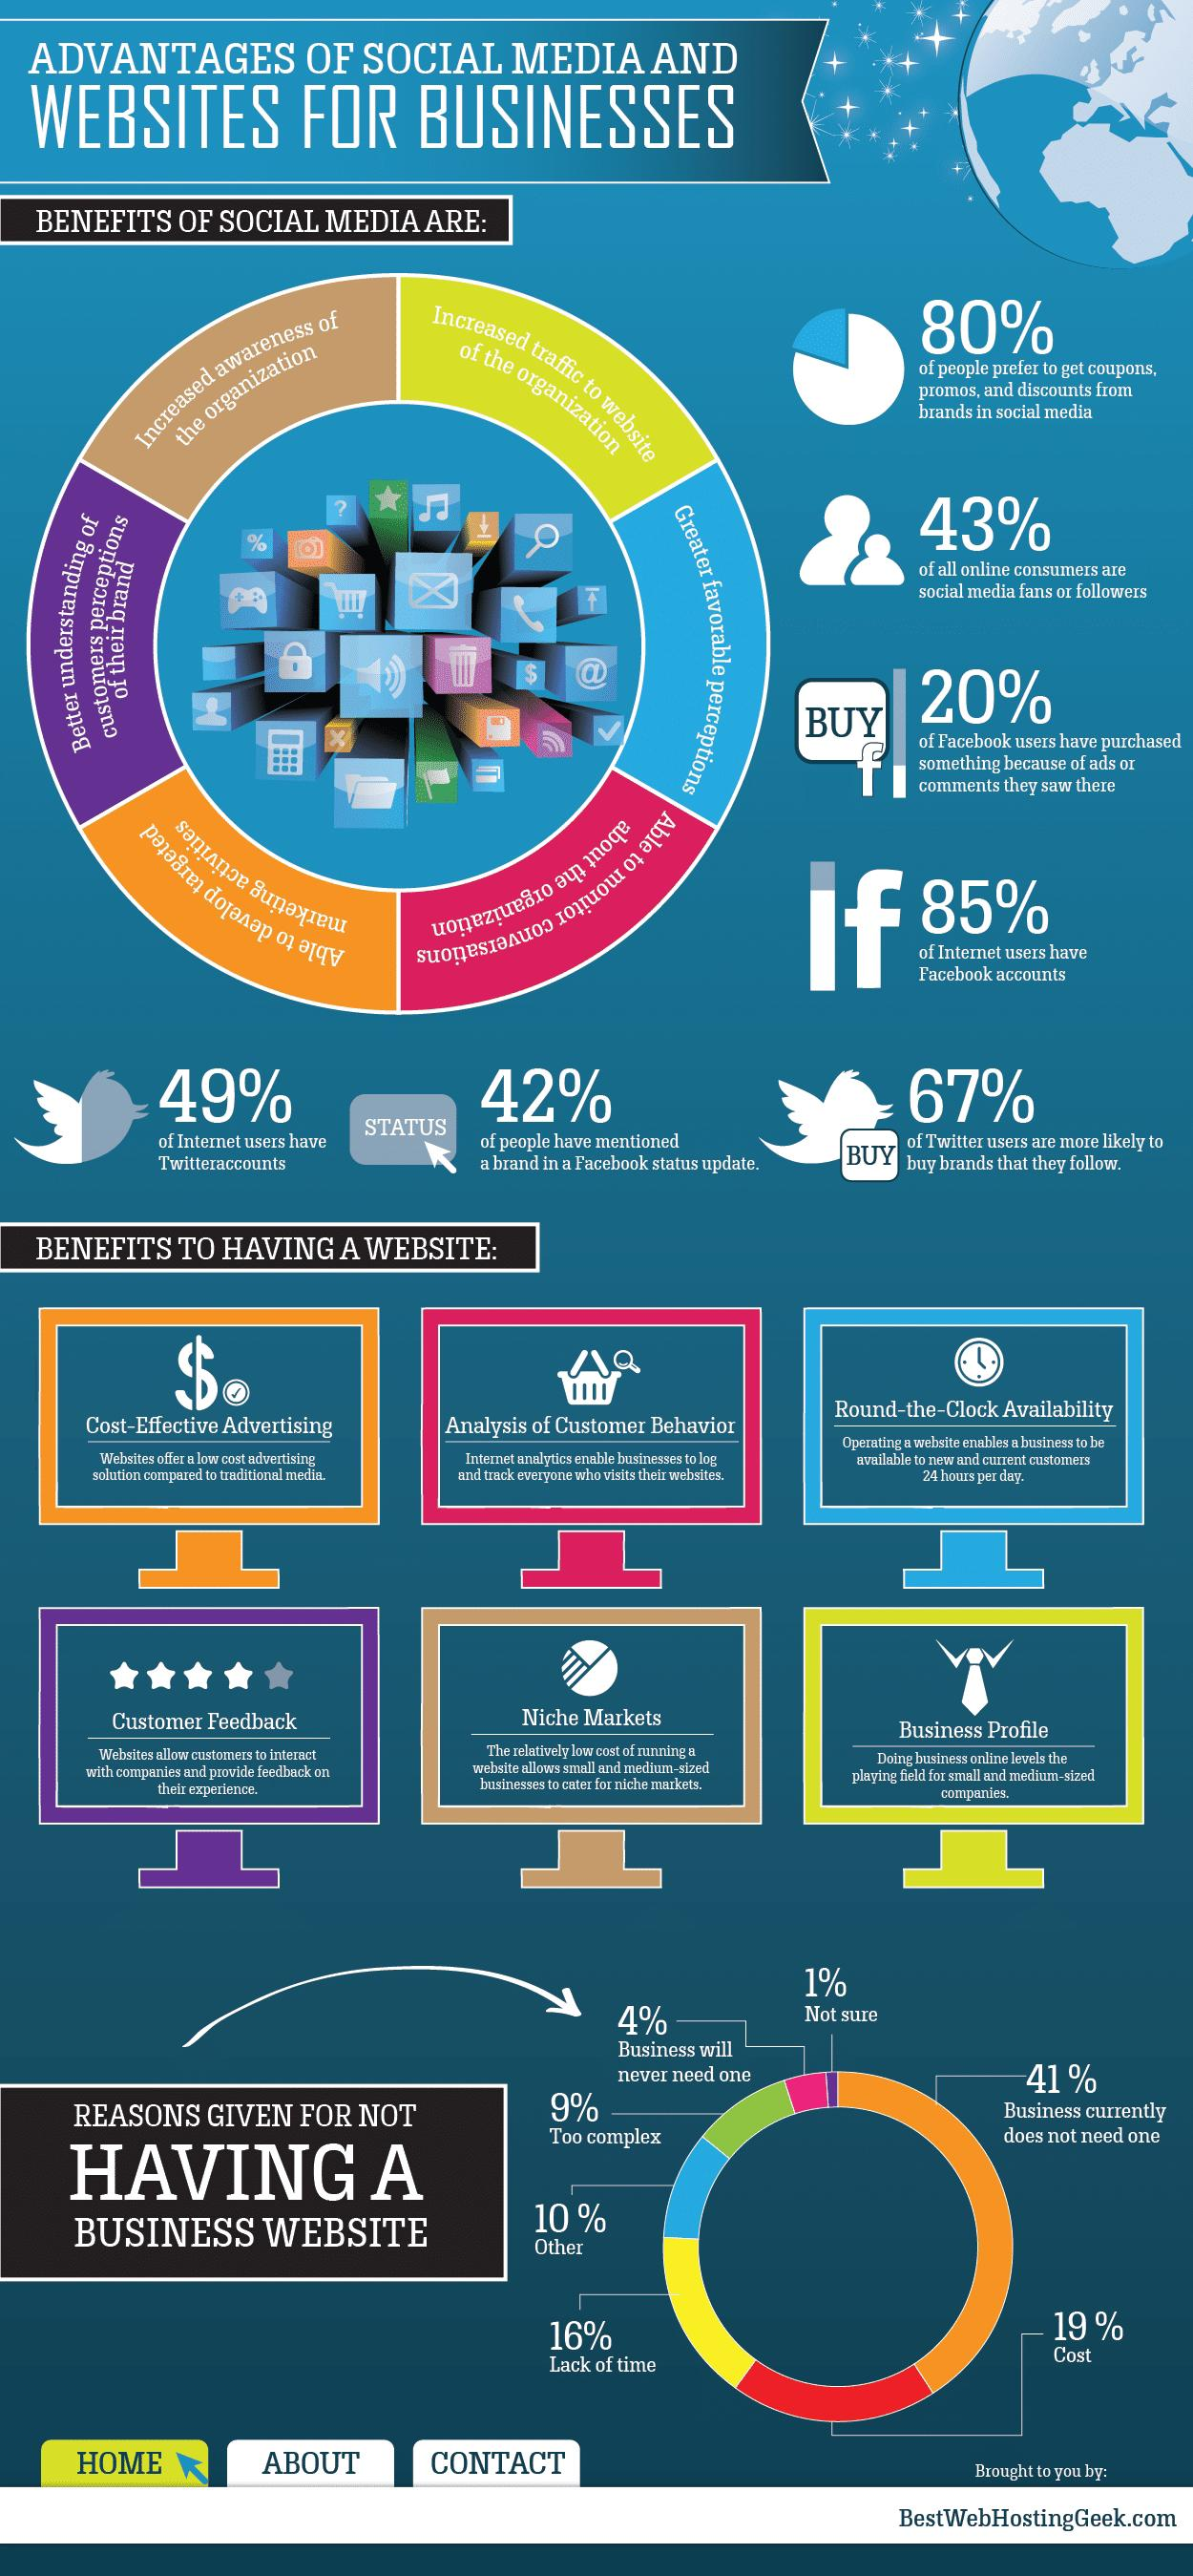 ADVANTAGES OF SOCIAL MEDIA AND
WEBSITES FOR BUSINESSES
BENEFITS OF SOCIAL MEDIA ARE:
Increased awareness of
the organization
Increased traffic to website
of the organization
Greater favorable perceptions
Able to monitor conversations
about the organization
Able to develop targeted
marketing activities
Better understanding of
customers perceptions
of their brand
?
%
$
@
80%
of people prefer to get coupons,
promos, and discounts from
brands in social media
43%
of all online consumers are
social media fans or followers
BUY
f
20%
of Facebook users have purchased
something because of ads or
comments they saw there
f
85%
of Internet users have
Facebook accounts
49%
of Internet users have
Twitteraccounts
STATUS
42%
of people have mentioned
a brand in a Facebook status update.
BUY
67%
of Twitter users are more likely to
buy brands that they follow.
BENEFITS TO HAVING A WEBSITE:
$
Cost-Effective Advertising
Websites offer a low cost advertising
solution compared to traditional media.
Analysis of Customer Behavior
Internet analytics enable businesses to log
and track everyone who visits their websites.
Round-the-Clock Availability
Operating a website enables a business to be
available to new and current customers
24 hours per day.
Customer Feedback
Websites allow customers to interact
with companies and provide feedback on
their experience.
Niche Markets
The relatively low cost of running a
website allows small and medium-sized
businesses to cater for niche markets.
Business Profile
Doing business online levels the
playing field for small and medium-sized
companies.
REASONS GIVEN FOR NOT
HAVING A
BUSINESS WEBSITE
1%
Not sure
4%
Business will
never need one
41 %
Business currently
does not need one
9%
Too complex
10 %
Other
16%
Lack of time
19 %
Cost
HOME
ABOUT
CONTACT
Brought to you by:
BestWebHostingGeek.com